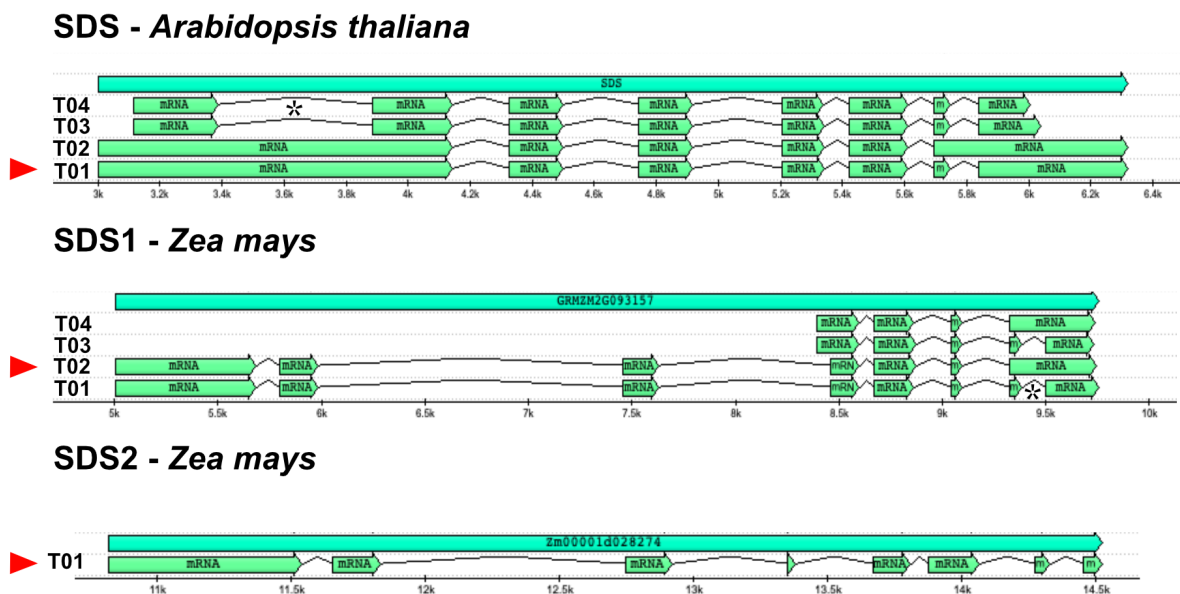 SDS - Arabidopsis thaliana
SDS
T04 mRNA * mRNA mRNA mRNA mRNA mRNA m mRNA
T03 mRNA mRNA mRNA mRNA mRNA mRNA m mRNA
T02 mRNA mRNA mRNA mRNA mRNA mRNA
T01 mRNA mRNA mRNA mRNA mRNA m mRNA
3k 3.2k 3.4k 3.6k 3.8k 4k 4.2k 4.4k 4.6k 4.8k 5k 5.2k 5.4k 5.6k 5.8k 6k 6.2k 6.4k
SDS1 - Zea mays
GRMZM2G093157
T04 mRNA mRNA m mRNA
T03 mRNA mRNA m m mRNA
T02 mRNA mRNA mRNA mRN mRNA m mRNA
T01 mRNA mRNA mRNA mRN mRNA m m * mRNA
5k 5.5k 6k 6.5k 7k 7.5k 8k 8.5k 9k 9.5k 10k
SDS2 - Zea mays
Zm00001d028274
T01 mRNA mRNA mRNA mRNA mRNA m m
11k 11.5k 12k 12.5k 13k 13.5k 14k 14.5k